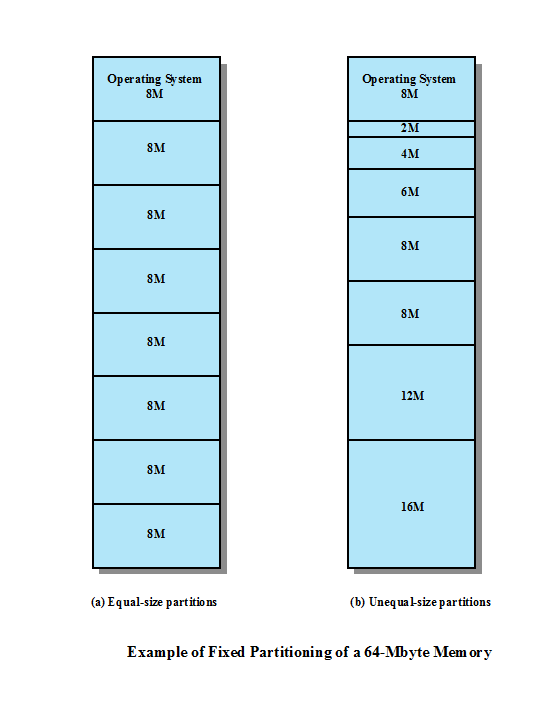 Operating System
8M
8M
8M
8M
8M
8M
8M
8M
(a) Equal-size partitions
Operating System
8M
2M
4M
6M
8M
8M
12M
16M
(b) Unequal-size partitions
Example of Fixed Partitioning of a 64-Mbyte Memory